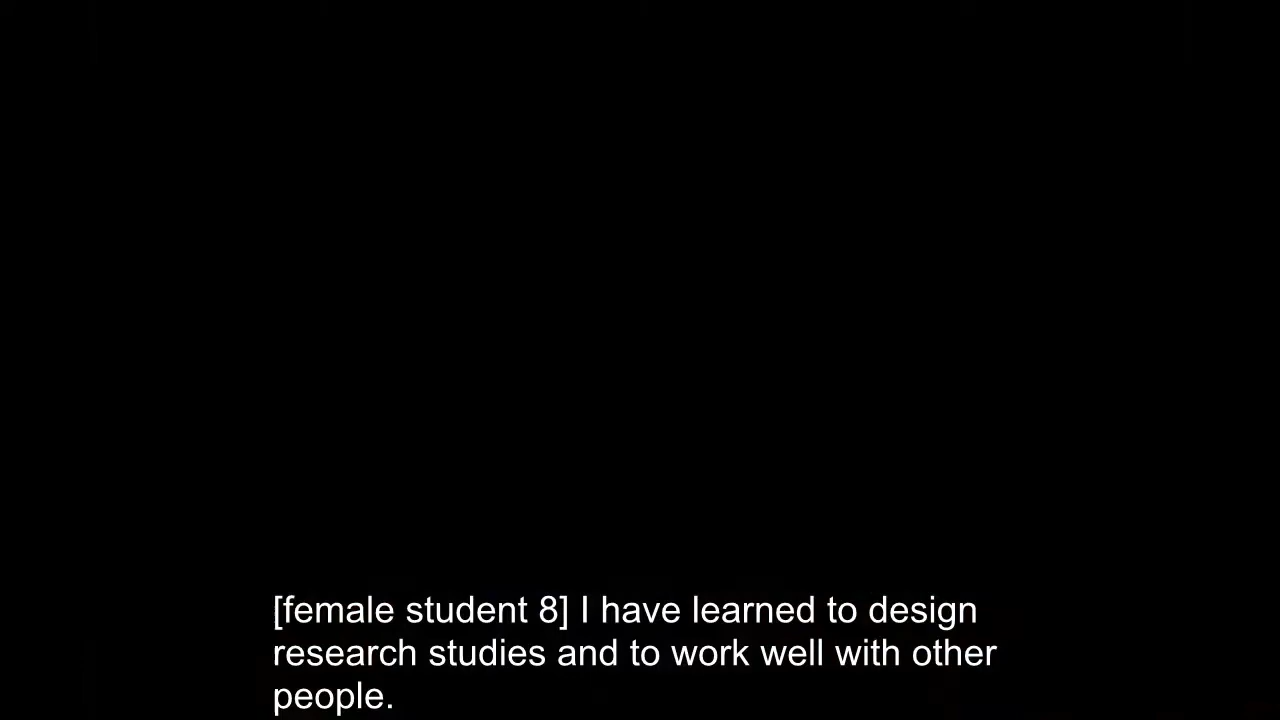 [female student 8] I have learned to design
research studies and to work well with other
people.